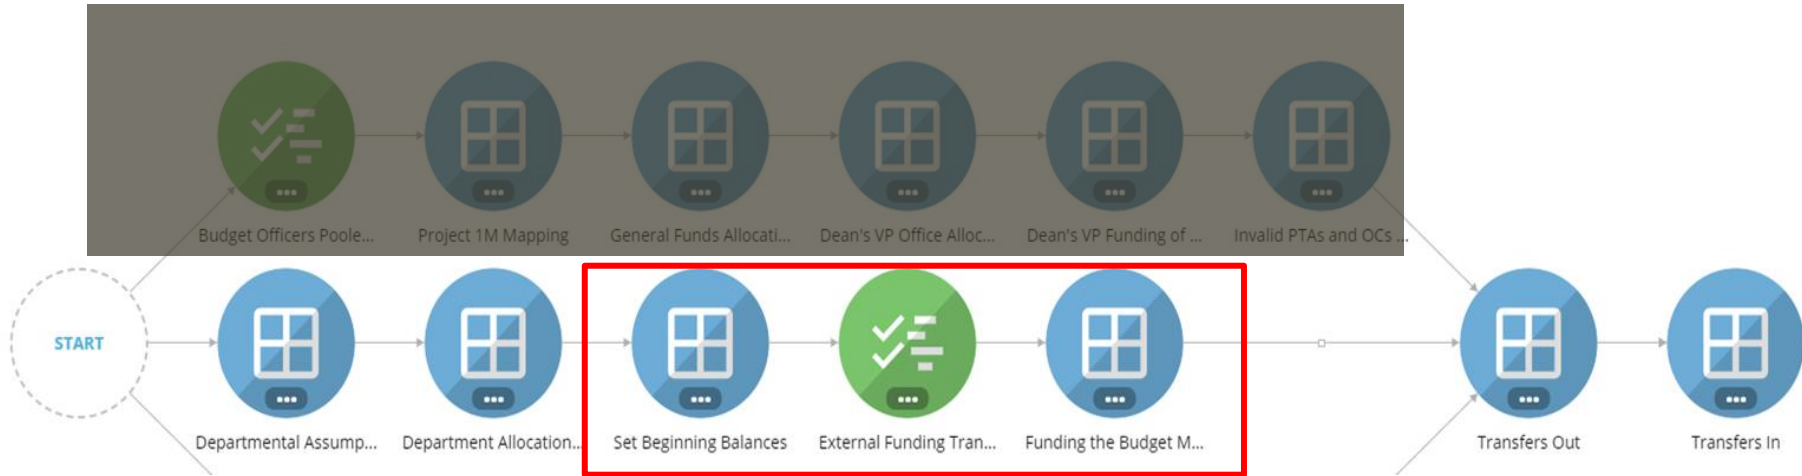 Budget Officers Poole...
Project 1M Mapping
General Funds Allocati...
Dean's VP Office Alloc...
Dean's VP Funding of ...
Invalid PTAs and OCs ...
START
Departmental Assump...
Department Allocation...
Set Beginning Balances
External Funding Tran...
Funding the Budget M...
Transfers Out
Transfers In